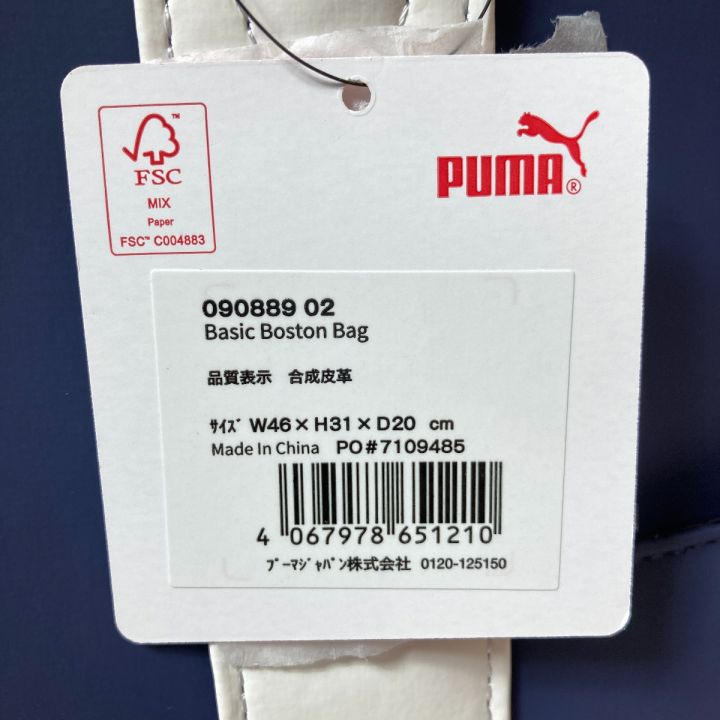 FSC™
MIX
Paper
FSC™ C004883
PUMA®
090889 02
Basic Boston Bag
品質表示 合成皮革
ｻｲｽﾞ W46×H31×D20 cm
Made In China PO#7109485
4 067978 651210
ﾌﾟｰﾏｼﾞｬﾊﾟﾝ株式会社 0120-125150